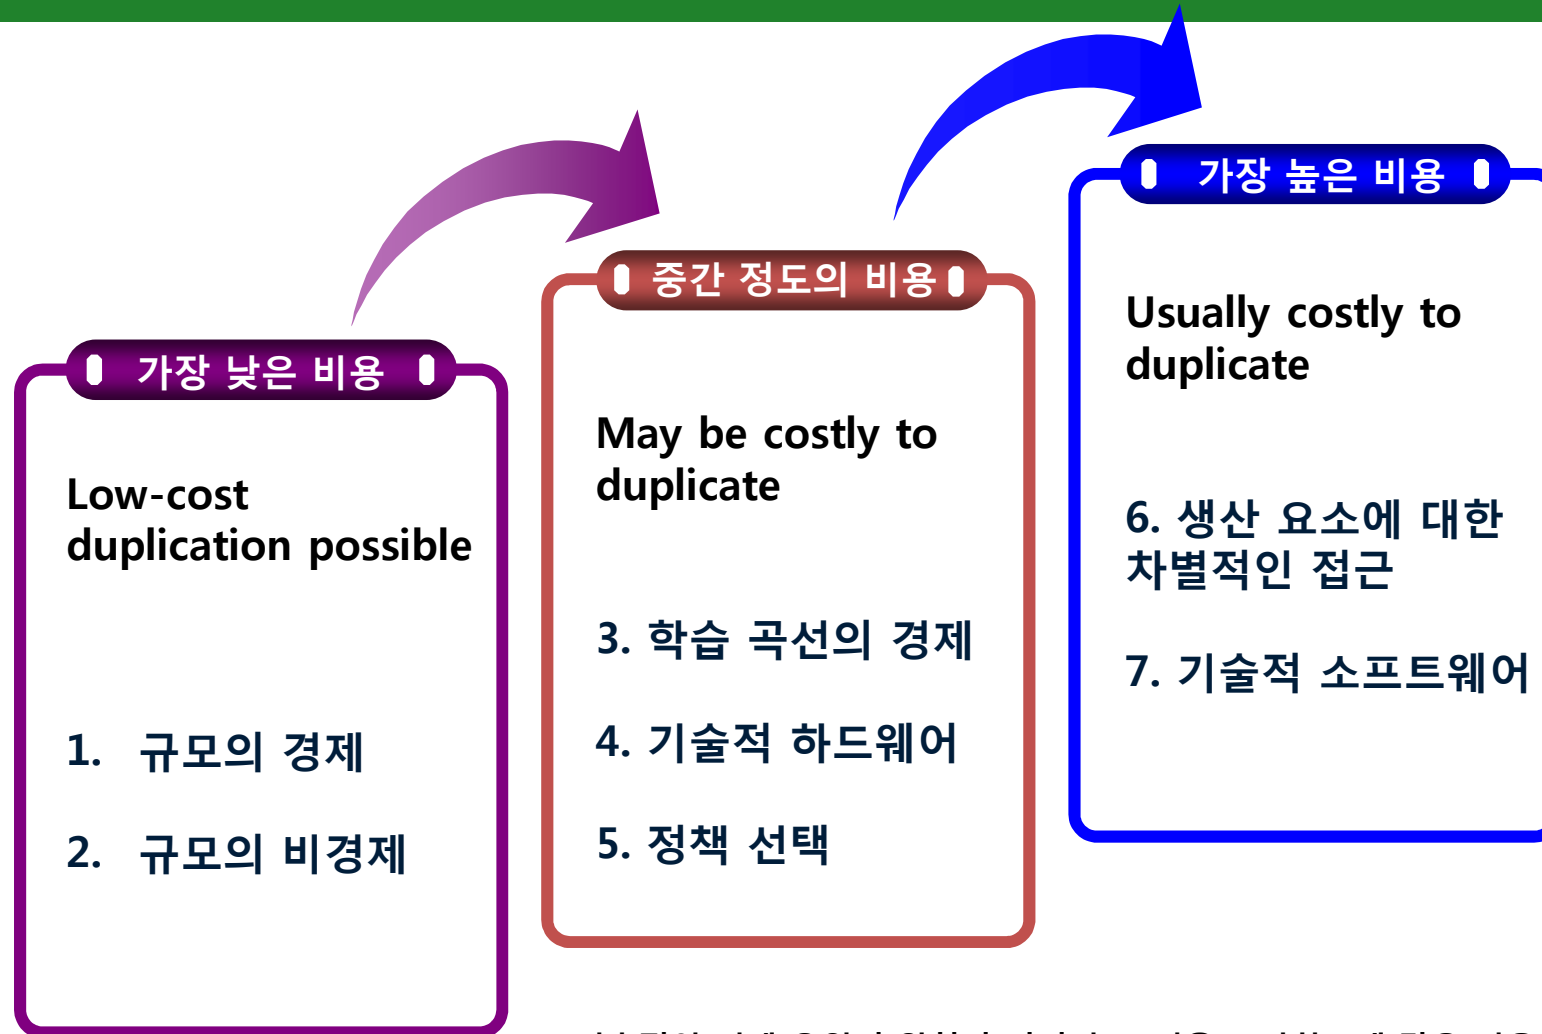 가장 낮은 비용
Low-cost
duplication possible
1. 규모의 경제
2. 규모의 비경제
중간 정도의 비용
May be costly to
duplicate
3. 학습 곡선의 경제
4. 기술적 하드웨어
5. 정책 선택
가장 높은 비용
Usually costly to
duplicate
6. 생산 요소에 대한
차별적인 접근
7. 기술적 소프트웨어